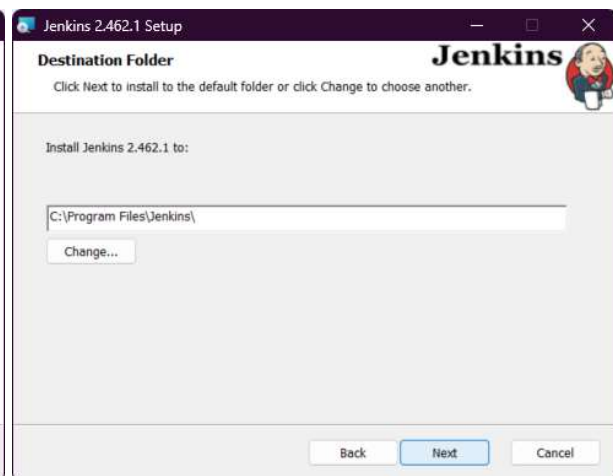 Jenkins 2.462.1 Setup
Destination Folder
Jenkins
Click Next to install to the default folder or click Change to choose another.
Install Jenkins 2.462.1 to:
C:\Program Files\Jenkins\
Change...
Back Next Cancel